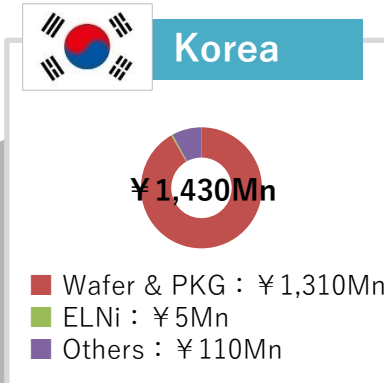 Korea
¥1,430Mn
Wafer & PKG：¥1,310Mn
ELNi：¥5Mn
Others：¥110Mn